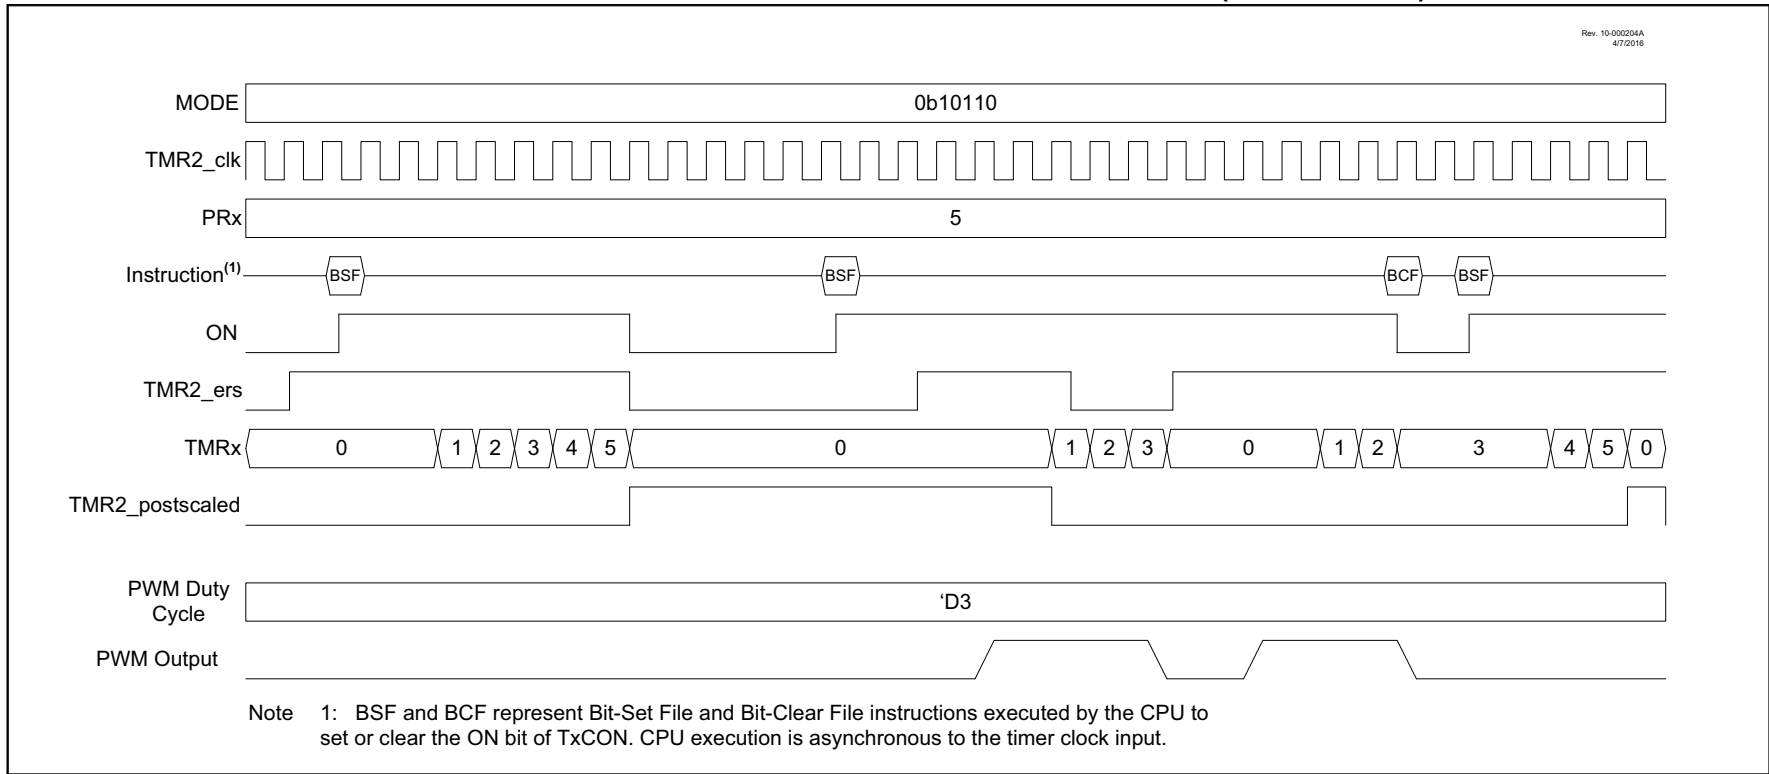 Rev. 10-000204A
4/7/2016
MODE 0b10110
TMR2_clk
PRx 5
Instruction(1) BSF BSF BCF BSF
ON
TMR2_ers
TMRx 0 1 2 3 4 5 0 1 2 3 0 1 2 3 4 5 0
TMR2_postscaled
PWM Duty
Cycle
‘D3
PWM Output
Note 1: BSF and BCF represent Bit-Set File and Bit-Clear File instructions executed by the CPU to
set or clear the ON bit of TxCON. CPU execution is asynchronous to the timer clock input.